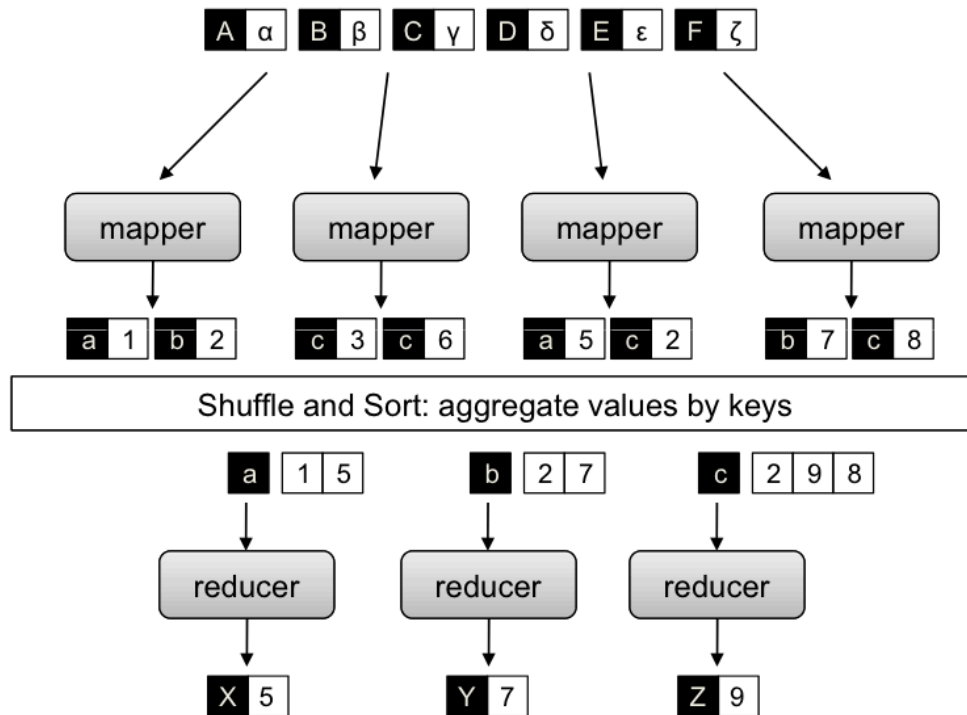 A α B β C γ D δ E ε F ζ
mapper mapper mapper mapper
a 1 b 2 c 3 c 6 a 5 c 2 b 7 c 8
Shuffle and Sort: aggregate values by keys
a 1 5 b 2 7 c 2 9 8
reducer reducer reducer
X 5 Y 7 Z 9